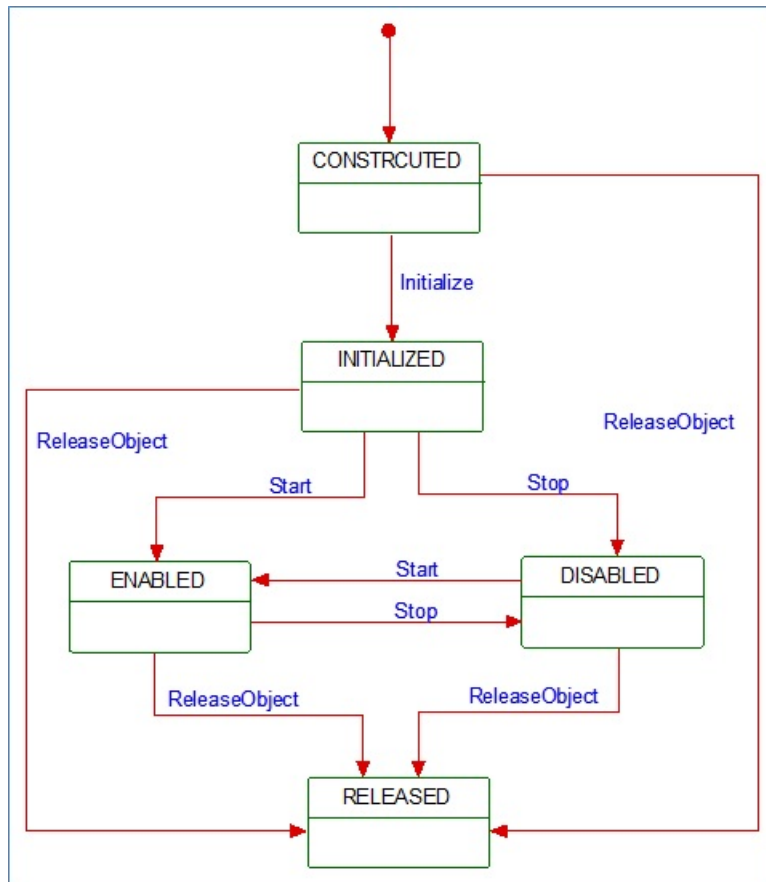 CONSTRCUTED
Initialize
INITIALIZED
ReleaseObject
ReleaseObject
Start
Stop
ENABLED
Start
DISABLED
Stop
ReleaseObject
ReleaseObject
RELEASED